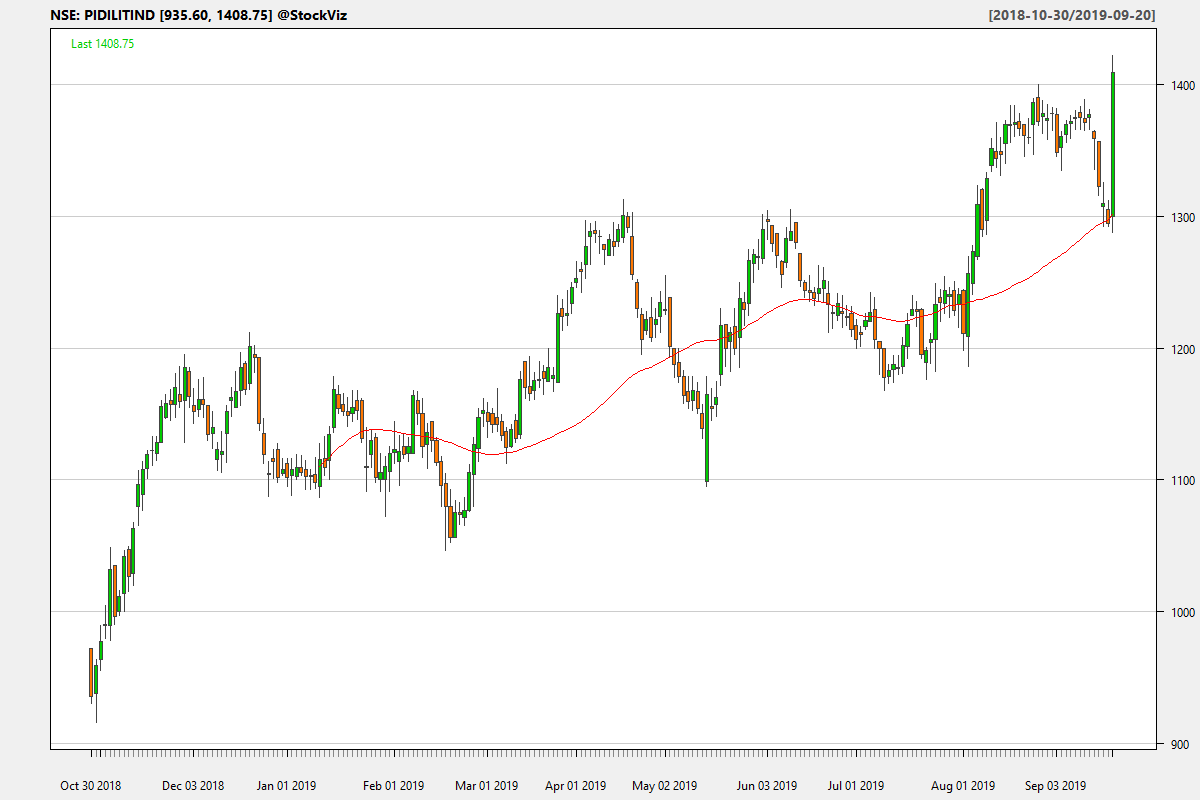 NSE: PIDILITIND [935.60, 1408.75] @StockViz [2018-10-30/2019-09-20]
Last 1408.75
1400
1300
1200
1100
1000
900
Oct 30 2018 Dec 03 2018 Jan 01 2019 Feb 01 2019 Mar 01 2019 Apr 01 2019 May 02 2019 Jun 03 2019 Jul 01 2019 Aug 01 2019 Sep 03 2019